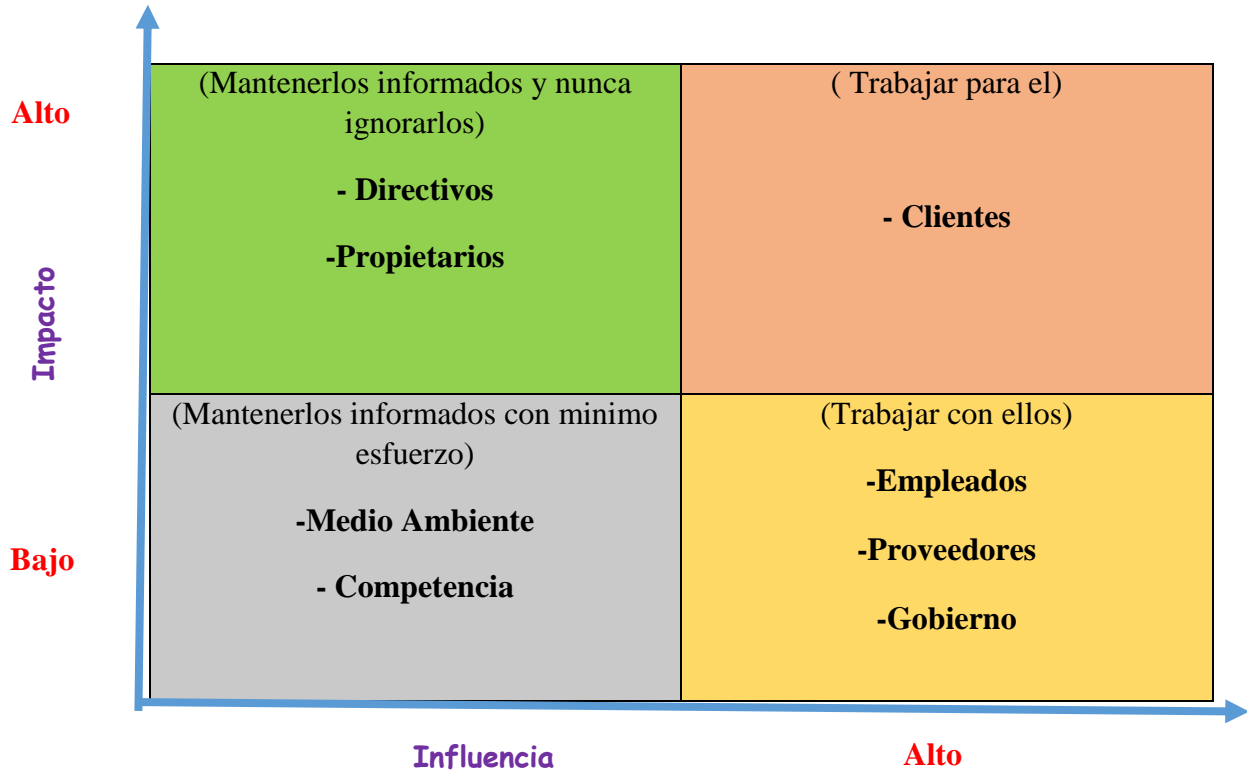 Alto
Impacto
Bajo
(Mantenerlos informados y nunca
ignorarlos)
- Directivos
-Propietarios
( Trabajar para el)
- Clientes
(Mantenerlos informados con minimo
esfuerzo)
-Medio Ambiente
- Competencia
(Trabajar con ellos)
-Empleados
-Proveedores
-Gobierno
Influencia
Alto